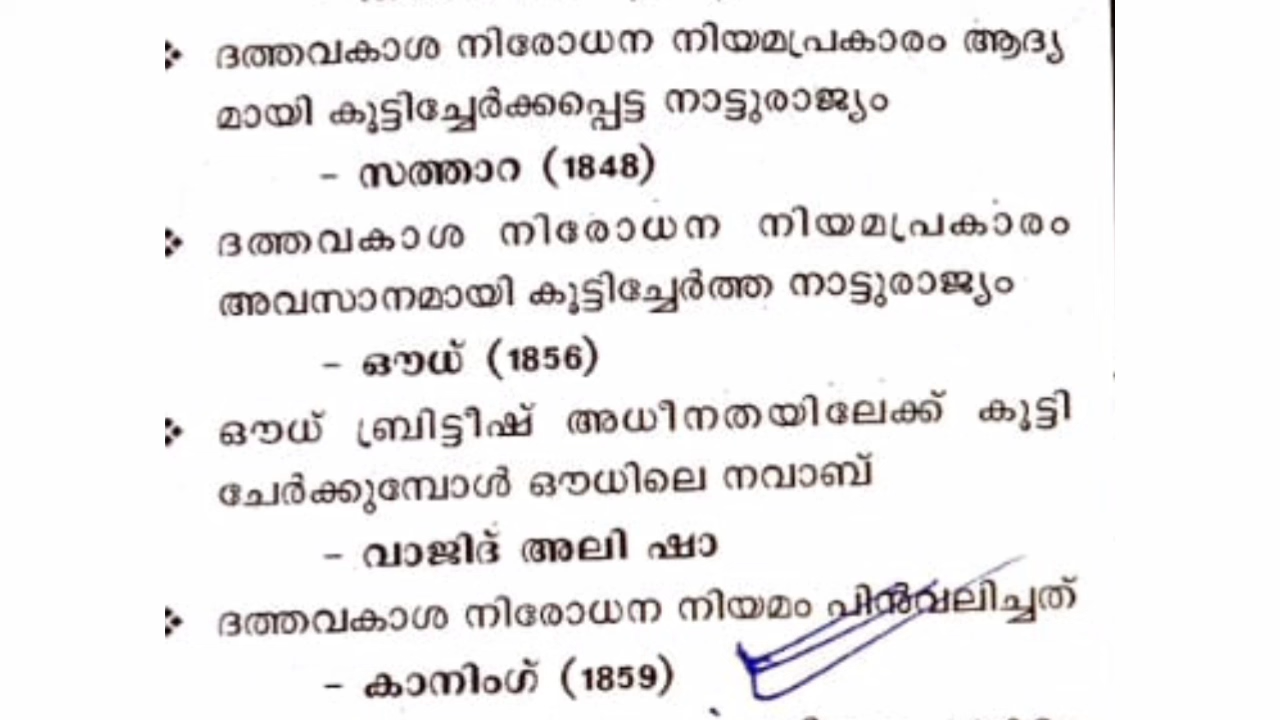 ❖ ദത്തവകാശ നിരോധന നിയമപ്രകാരം ആദ്യ
മായി കൂട്ടിച്ചേർക്കപ്പെട്ട നാട്ടുരാജ്യം
- സത്താറ (1848)
❖ ദത്തവകാശ നിരോധന നിയമപ്രകാരം
അവസാനമായി കൂട്ടിച്ചേർത്ത നാട്ടുരാജ്യം
- ഔധ് (1856)
❖ ഔധ് ബ്രിട്ടീഷ് അധീനതയിലേക്ക് കൂട്ടി
ചേർക്കുമ്പോൾ ഔധിലെ നവാബ്
- വാജിദ് അലി ഷാ
❖ ദത്തവകാശ നിരോധന നിയമം പിൻവലിച്ചത്
- കാനിംഗ് (1859)